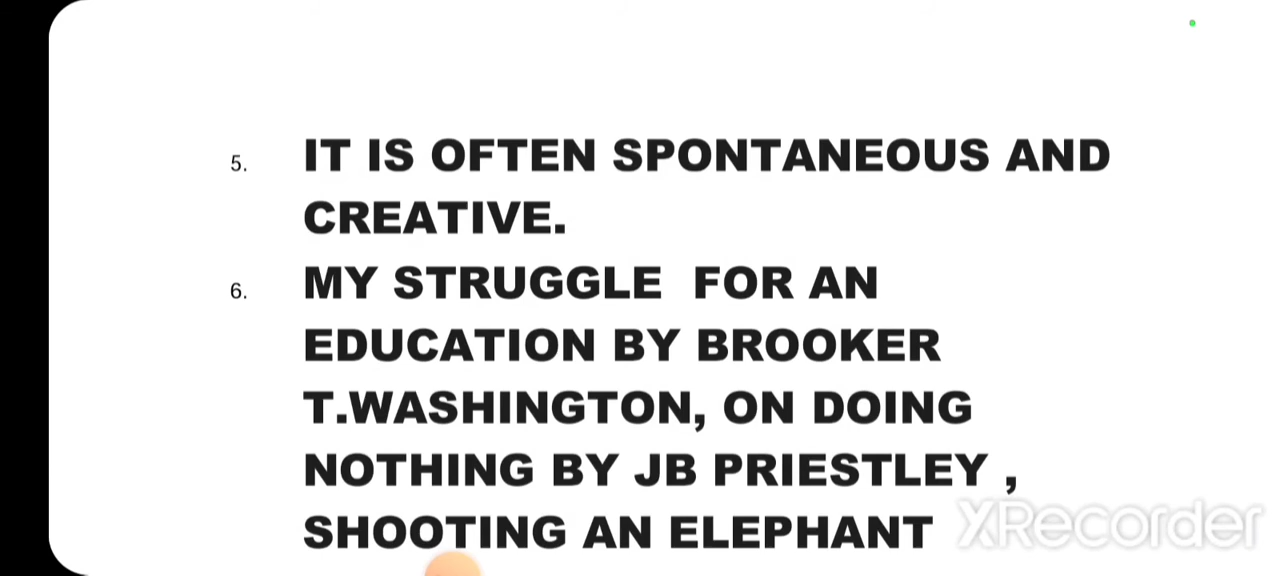 5. IT IS OFTEN SPONTANEOUS AND
CREATIVE.
6. MY STRUGGLE FOR AN
EDUCATION BY BROOKER
T.WASHINGTON, ON DOING
NOTHING BY JB PRIESTLEY ,
SHOOTING AN ELEPHANT
XRecorder